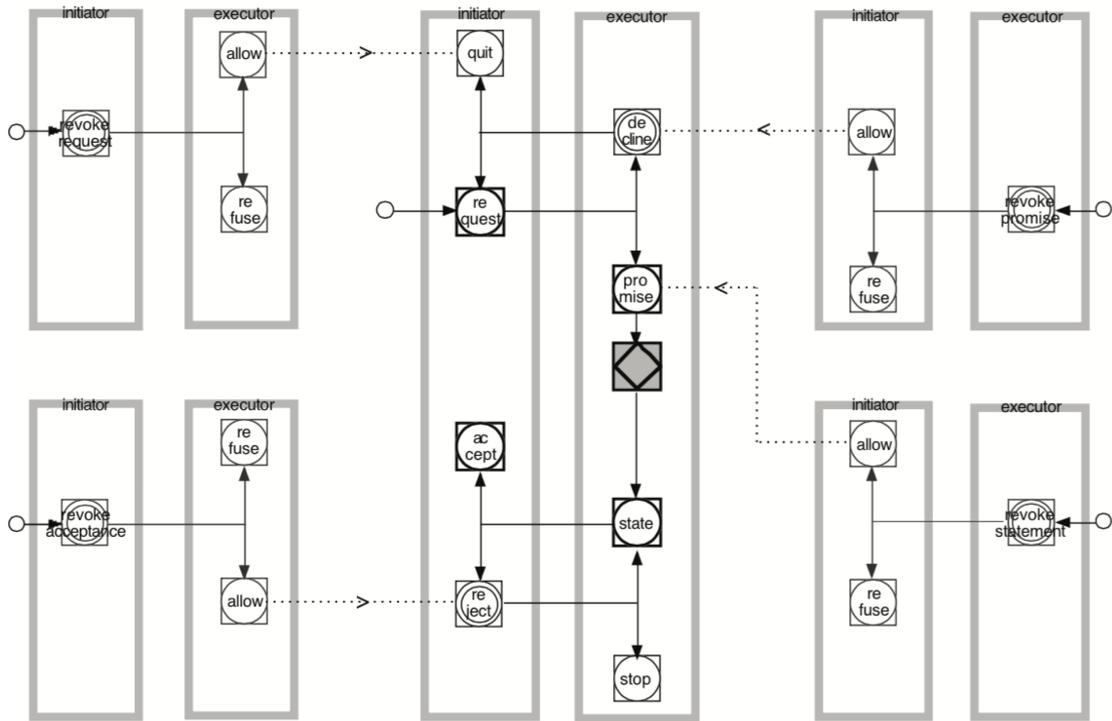 initiator
executor
initiator
executor
initiator
executor
allow
quit
revoke
request
de
cline
allow
re
fuse
re
quest
revoke
promise
pro
mise
re
fuse
initiator
executor
initiator
executor
re
fuse
ac
cept
allow
revoke
acceptance
state
revoke
statement
allow
re
ject
re
fuse
stop